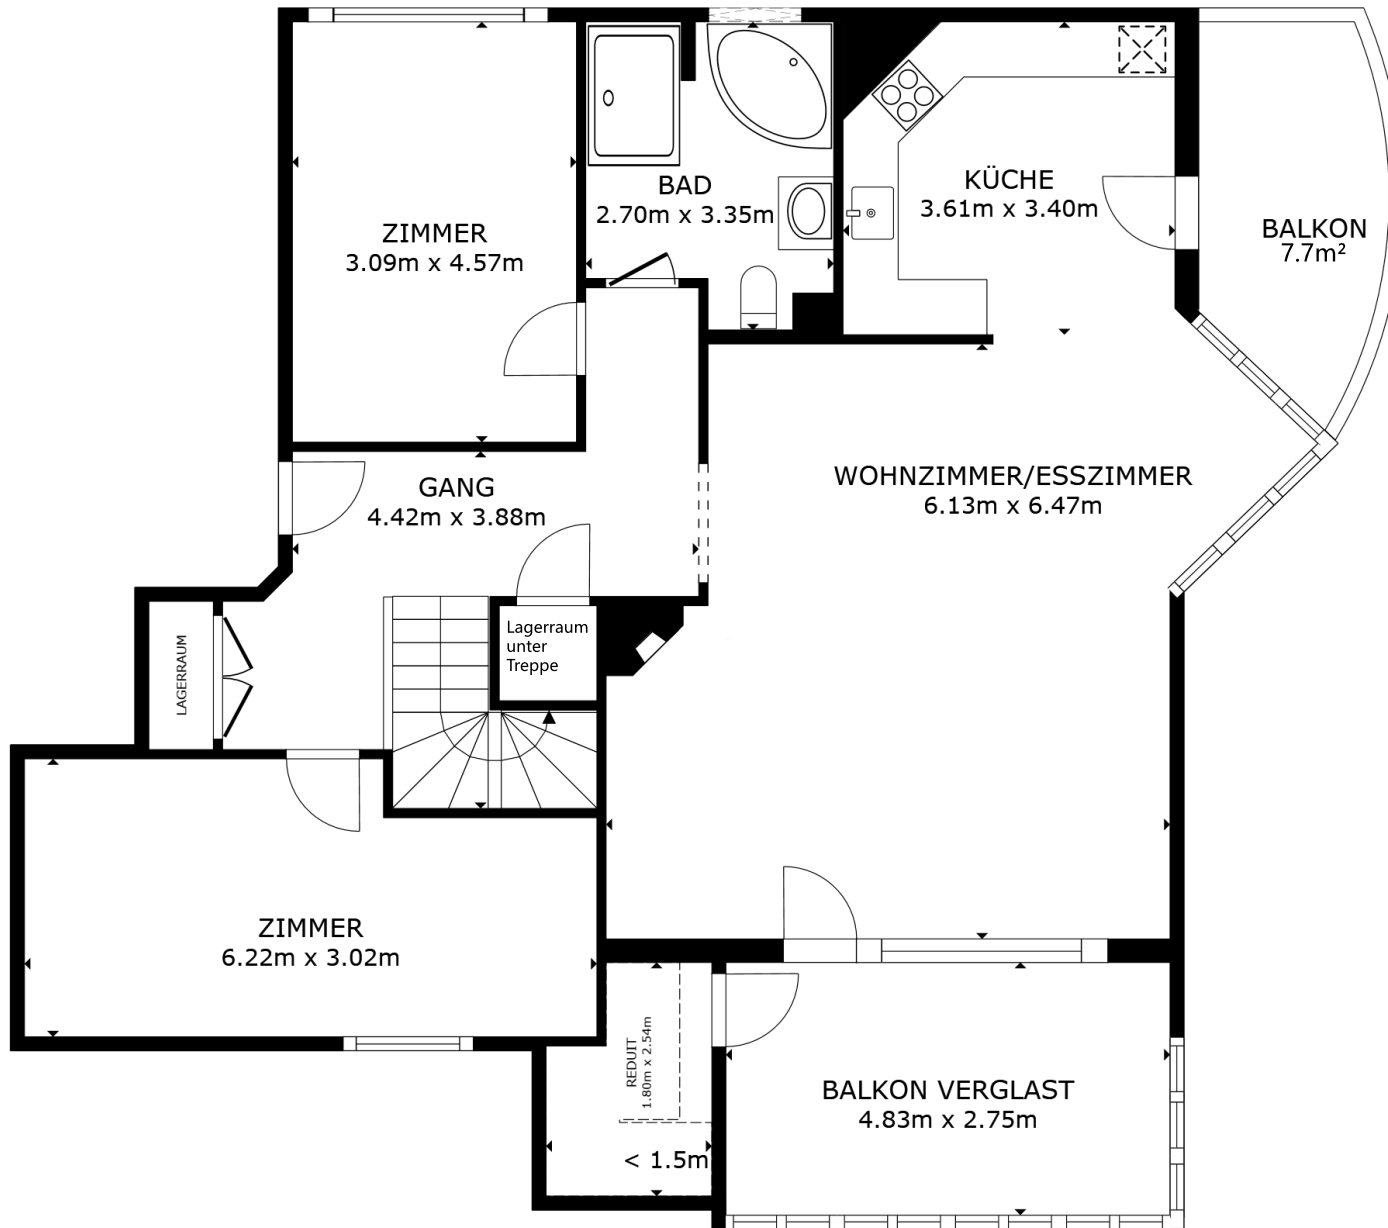 BAD
2.70m x 3.35m
KÜCHE
3.61m x 3.40m
BALKON
7.7m²
ZIMMER
3.09m x 4.57m
GANG
4.42m x 3.88m
WOHNZIMMER/ESSZIMMER
6.13m x 6.47m
Lagerraum
unter
Treppe
LAGERRAUM
ZIMMER
6.22m x 3.02m
REDUIT
1.80m x 2.54m
< 1.5m
BALKON VERGLAST
4.83m x 2.75m